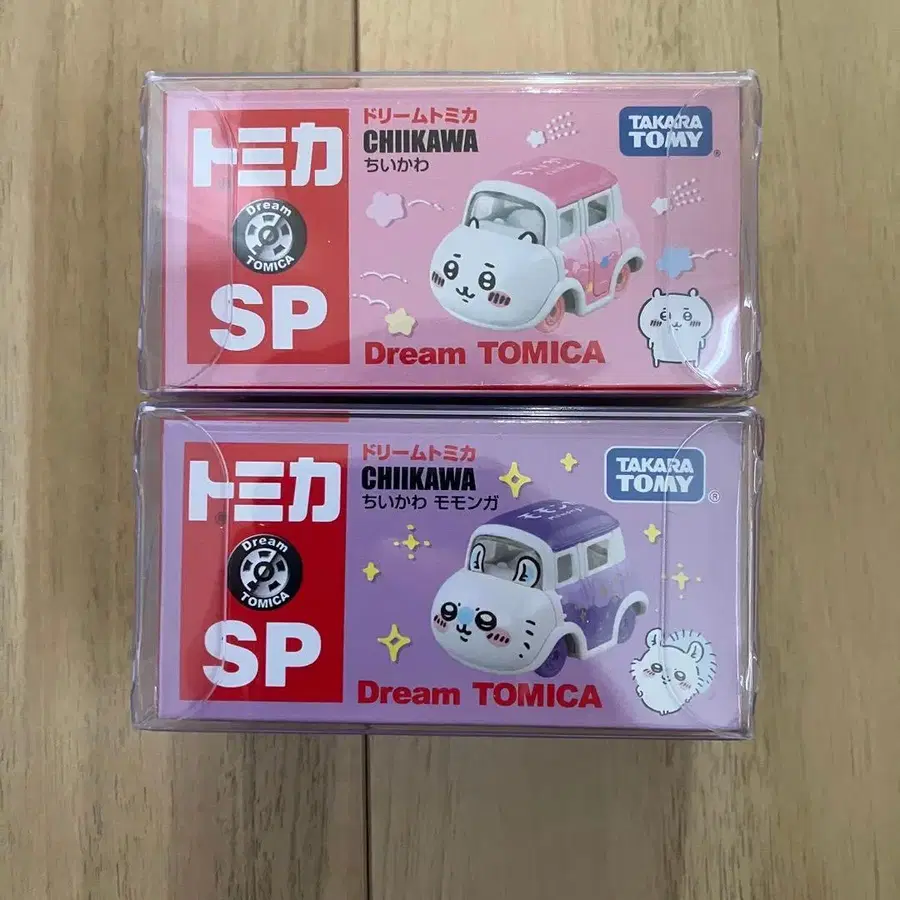 トミカ
Dream
TOMICA
SP
ドリームトミカ
CHIIKAWA
ちいかわ
TAKARA
TOMY
Dream TOMICA
トミカ
Dream
TOMICA
SP
ドリームトミカ
CHIIKAWA
ちいかわ モモンガ
TAKARA
TOMY
®
Dream TOMICA